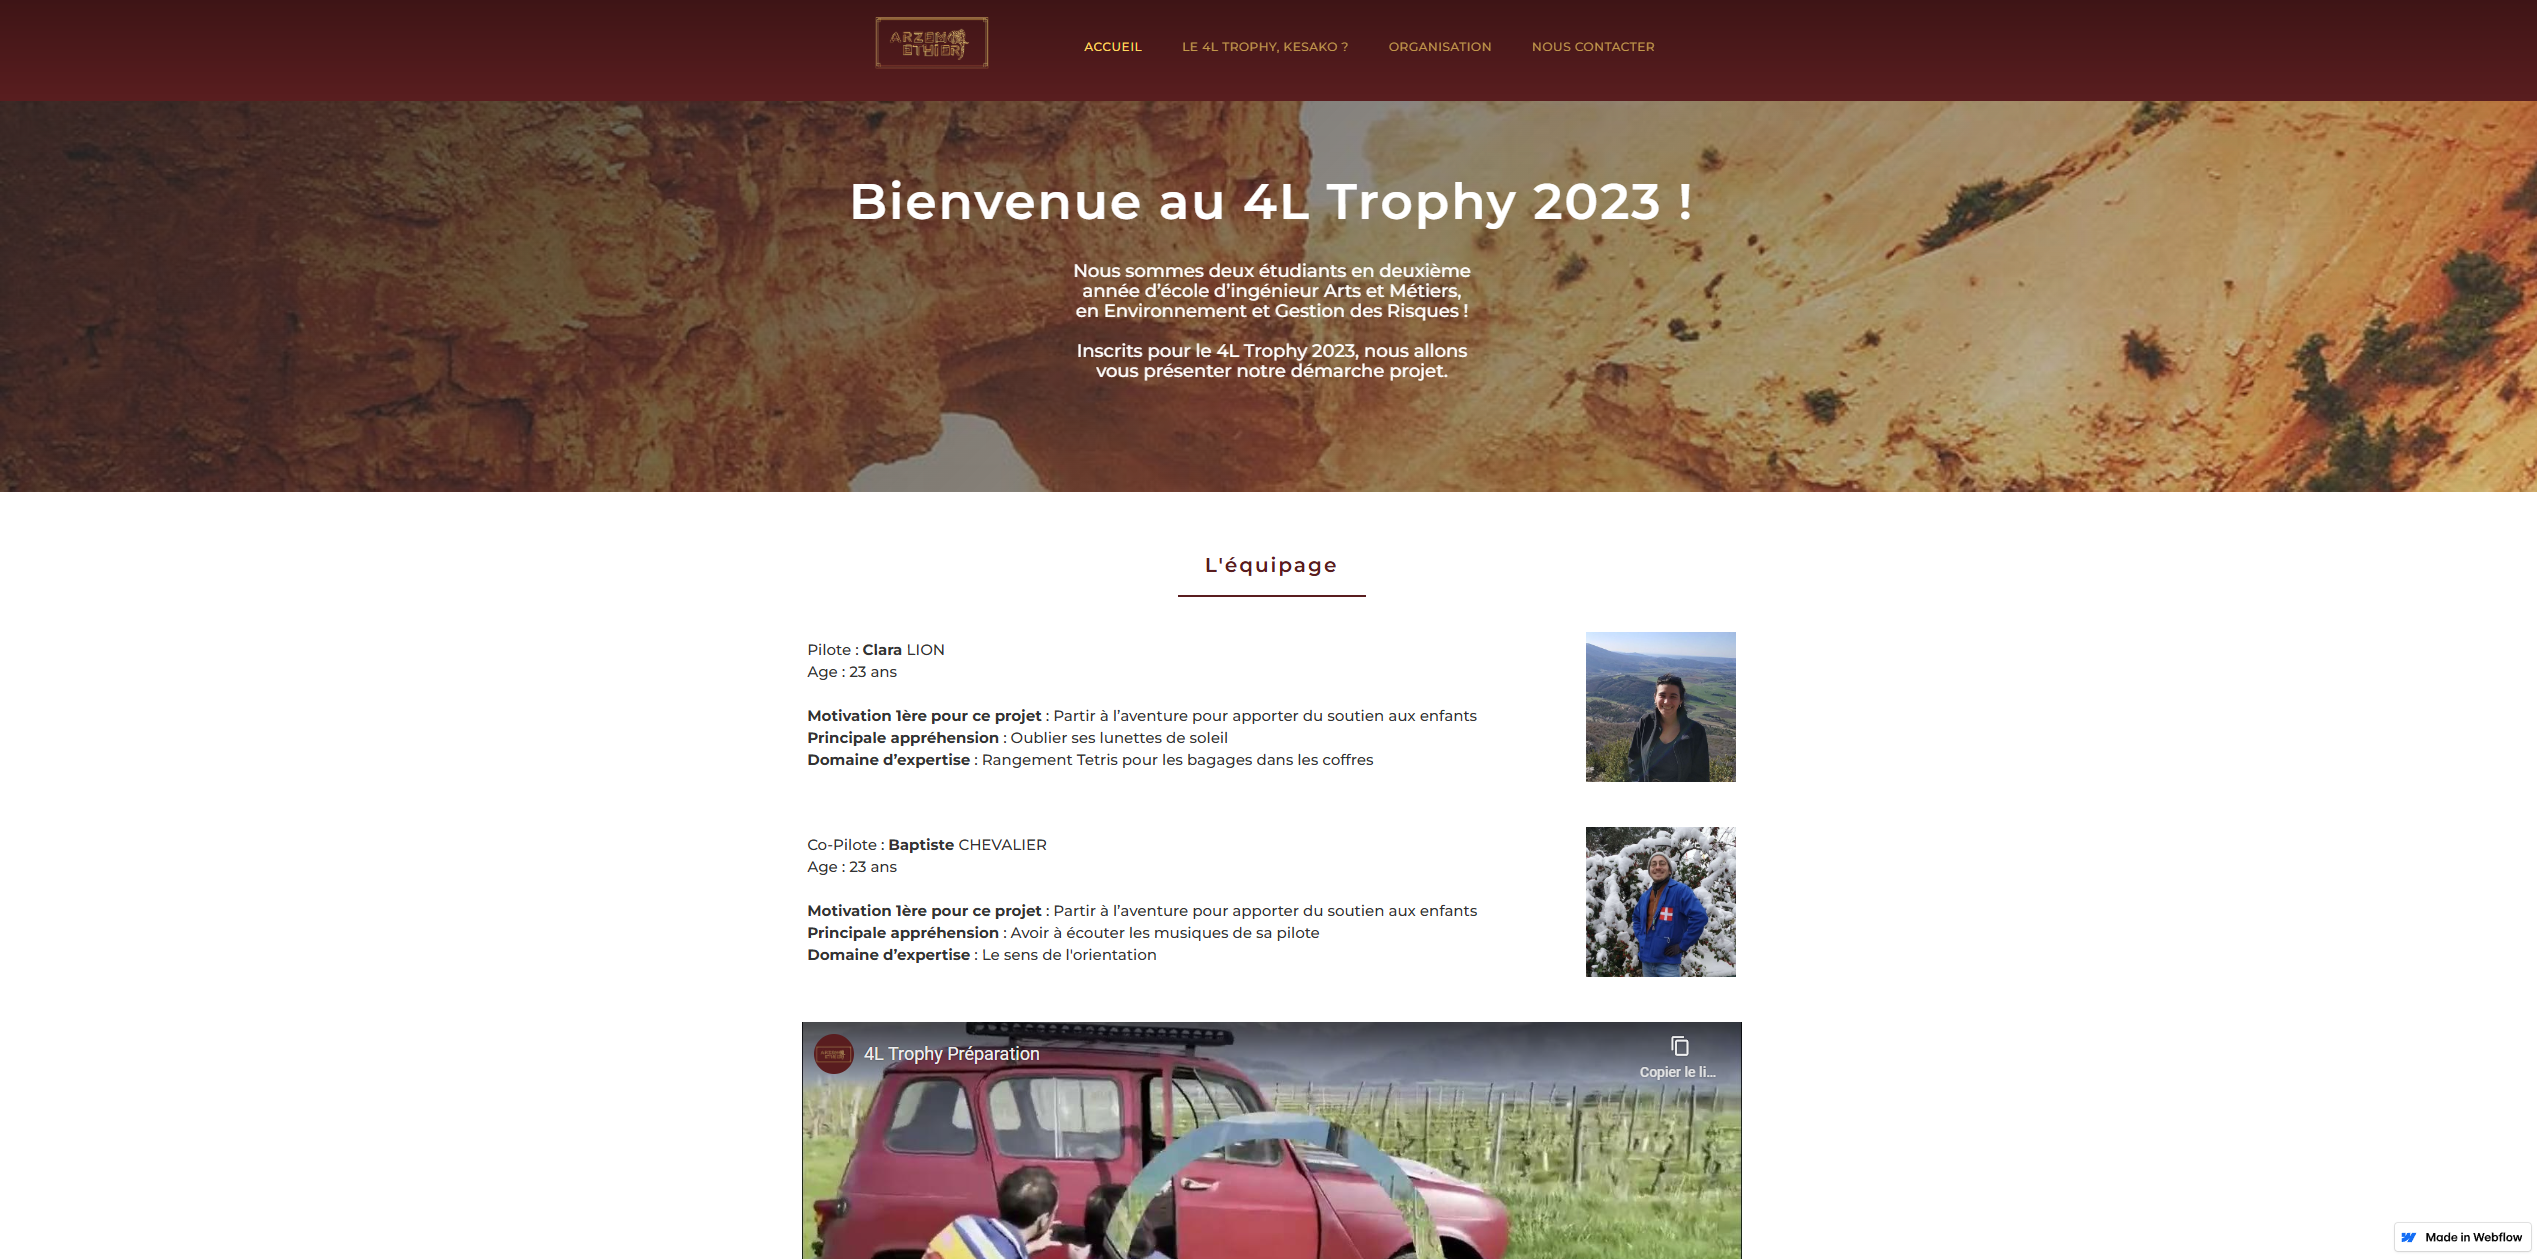 ARZEMO
ETHIER
ACCUEIL
LE 4L TROPHY, KESAKO ?
ORGANISATION
NOUS CONTACTER
Bienvenue au 4L Trophy 2023 !
Nous sommes deux étudiants en deuxième
année d’école d’ingénieur Arts et Métiers,
en Environnement et Gestion des Risques !
Inscrits pour le 4L Trophy 2023, nous allons
vous présenter notre démarche projet.
L'équipage
Pilote : Clara LION
Age : 23 ans
Motivation 1ère pour ce projet : Partir à l’aventure pour apporter du soutien aux enfants
Principale appréhension : Oublier ses lunettes de soleil
Domaine d’expertise : Rangement Tetris pour les bagages dans les coffres
Co-Pilote : Baptiste CHEVALIER
Age : 23 ans
Motivation 1ère pour ce projet : Partir à l’aventure pour apporter du soutien aux enfants
Principale appréhension : Avoir à écouter les musiques de sa pilote
Domaine d’expertise : Le sens de l'orientation
4L Trophy Préparation
Copier le li...
Made in Webflow